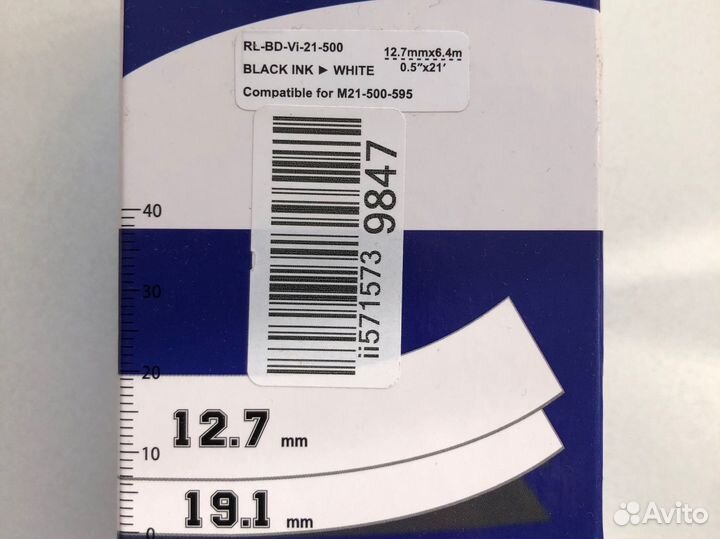 RL-BD-Vi-21-500
12.7mmx6.4m
0.5"x21'
BLACK INK ► WHITE
Compatible for M21-500-595
ii571573 9847
40
30
20
10
0
12.7 mm
19.1 mm
Avito